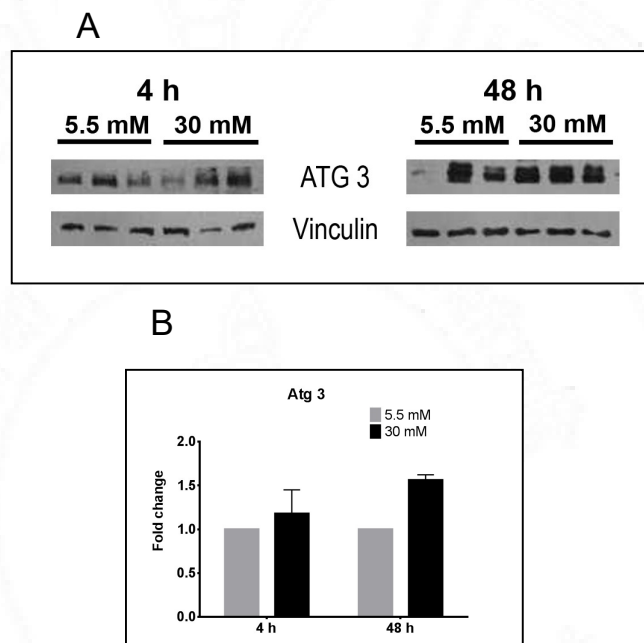 A
4 h
48 h
5.5 mM 30 mM
5.5 mM 30 mM
ATG 3
Vinculin
B
Atg 3
5.5 mM
30 mM
Fold change
2.0
1.5
1.0
0.5
0.0
4 h 48 h